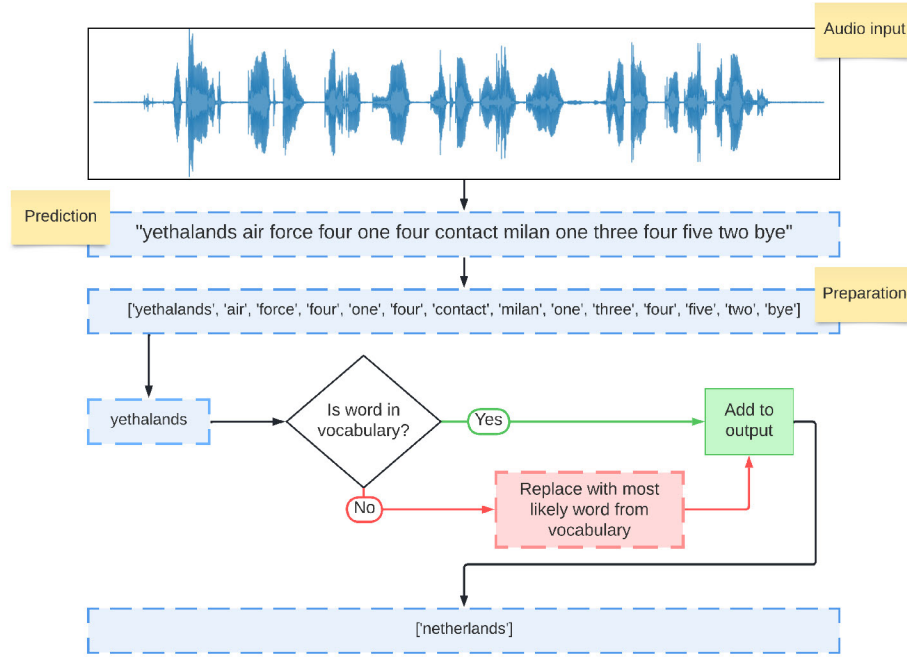 Audio input
Prediction
"yethalands air force four one four contact milan one three four five two bye"
Preparation
['yethalands', 'air', 'force', 'four', 'one', 'four', 'contact', 'milan', 'one', 'three', 'four', 'five', 'two', 'bye']
yethalands
Is word in
vocabulary?
Yes
Add to
output
No
Replace with most
likely word from
vocabulary
['netherlands']